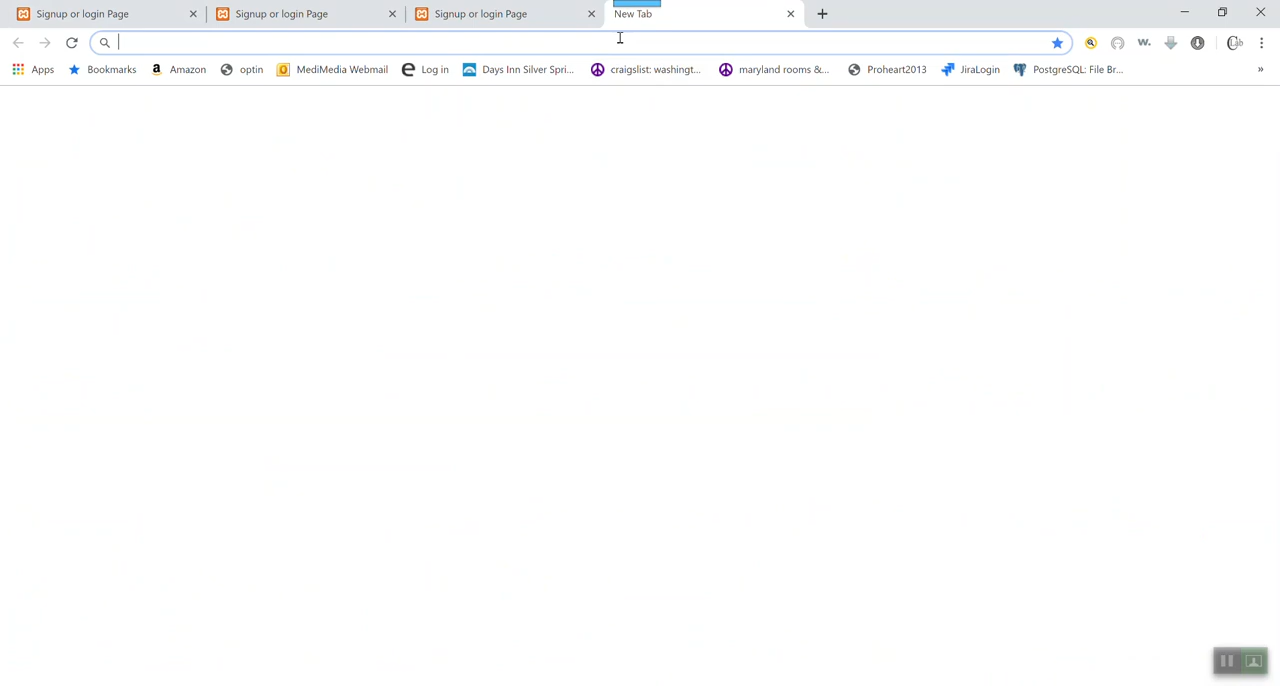 Signup or login Page Signup or login Page Signup or login Page New Tab
Apps Bookmarks Amazon optin MediMedia Webmail Log in Days Inn Silver Spri... craigslist: washingt... maryland rooms &... Proheart2013 JiraLogin PostgreSQL: File Br... »